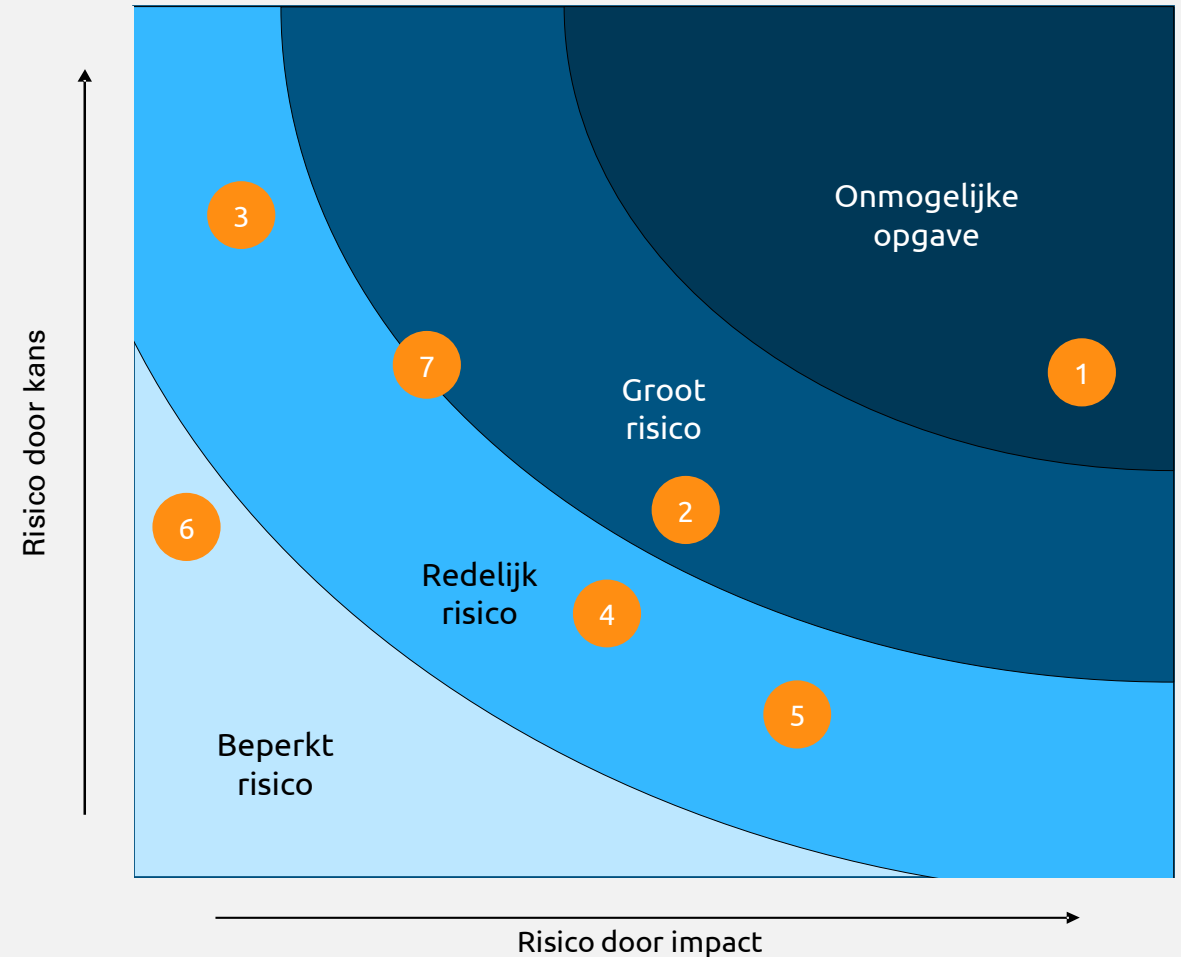 Onmogelijke
opgave
3
7
1
Groot
risico
2
6
Redelijk
risico
4
5
Beperkt
risico
Risico door kans
Risico door impact